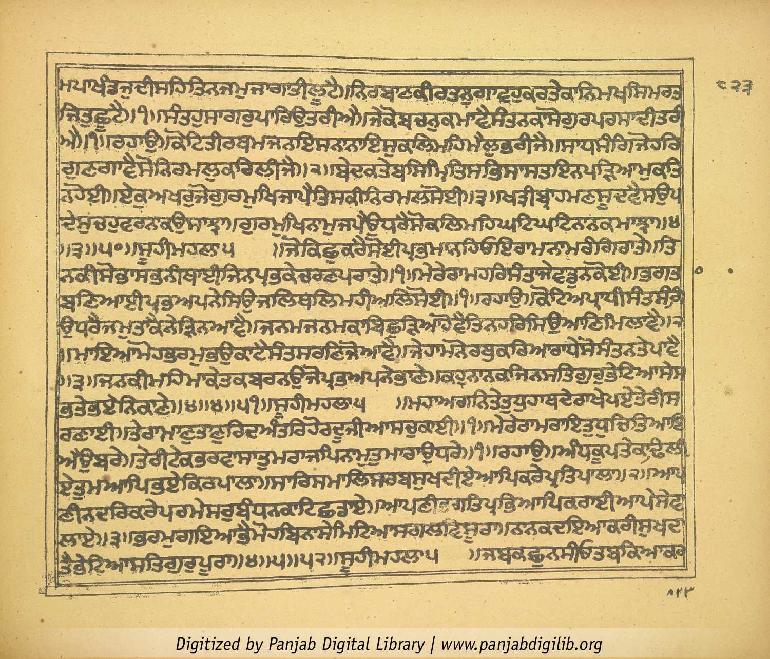 ਮਪਾਖੰਡਜੁਦੀਸਹਿਤਿਨਜਮੁਜਾਗਾਤੀਲੂਟੈ॥ਨਿਰਬਾਣਕੀਰਤਨੁਗਾਵਹੁਕਰਤੇਕਾਨਿਮਖਸਿਮਰਤ
ਜਿਤੁਛੂਟੈ॥੧॥ਸੰਤਹੁਸਾਗਰੁਪਾਰਿਉਤਰੀਐ॥ਜੇਕੋਬਚਨੁਕਮਾਵੈਸੰਤਨਕਾਸੋਗੁਰਪਰਸਾਦੀਤਰੀ
ਐ॥੧॥ਰਹਾਉ॥ਕੋਟਿਤੀਰਥਮਜਨਇਸਨਾਨਾਇਸੁਕਲਿਮਹਿਮੈਲੁਭਰੀਜੈ॥ਸਾਧਸੰਗਿਜੋਹਰਿ
ਗੁਣਗਾਵੈਸੋਨਿਰਮਲੁਕਰਿਲੀਜੈ॥੨॥ਬੇਦਕਤੇਬਸਿਮ੍ਰਿਤਿਸਭਿਸਾਸਤਇਨਪੜਿਆਮੁਕਤਿ
ਨਹੋਈ॥ਏਕੁਅਖਰੁਜੋਗੁਰਮੁਖਿਜਾਪੈਤਿਸਕੀਨਿਰਮਲਸੋਈ॥੩॥ਖਤ੍ਰੀਬ੍ਰਾਹਮਣਸੂਦਵੈਸਉਪ
ਦੇਸੁਚਹੁਵਰਨਾਕਉਸਾਝਾ॥ਗੁਰਮੁਖਿਨਾਮੁਜਪੈਉਧਰੈਸੋਕਲਿਮਹਿਘਟਿਘਟਿਨਾਨਕਮਾਝਾ॥੪
॥੩॥੫੦॥ਸੂਹੀਮਹਲਾ੫ ॥ਜੋਕਿਛੁਕਰੈਸੋਈਪ੍ਰਭਮਾਨਹਿਓਇਰਾਮਨਾਮਰੰਗਿਰਾਤੇ॥ਤਿ
ਨਕੀਸੋਭਾਸਭਨੀਥਾਈਜਿਨਪ੍ਰਭਕੇਚਰਣਪਰਾਤੇ॥੧॥ਮੇਰੇਰਾਮਹਰਿਸੰਤਾਜੇਵਡੁਨਕੋਈ॥ਭਗਤਾ
ਬਣਿਆਈਪ੍ਰਭਅਪਨੇਸਿਉਜਲਿਥਲਿਮਹੀਅਲਿਸੋਈ॥੧॥ਰਹਾਉ॥ਕੋਟਿਅਪ੍ਰਾਧੀਸੰਤਸੰਗਿ
ਉਧਰੈਜਮੁਤਾਕੈਨੇੜਿਨਆਵੈ॥ਜਨਮਜਨਮਕਾਬਿਛੁੜਿਆਹੋਵੈਤਿਨਹਰਿਸਿਉਆਣਿਮਿਲਾਵੈ॥੨
॥ਮਾਇਆਮੋਹਭਰਮੁਭਉਕਾਟੈਸੰਤਸਰਣਿਜੋਆਵੈ॥ਜੇਹਾਮਨੋਰਥੁਕਰਿਆਰਾਧੇਸੋਸੰਤਨਤੇਪਾਵੈ
॥੩॥ਜਨਕੀਮਹਿਮਾਕੇਤਕਬਰਨਉਜੋਪ੍ਰਭਅਪਨੇਭਾਣੇ॥ਕਹੁਨਾਨਕਜਿਨਸਤਿਗੁਰੁਭੇਟਿਆਸੇਸ
ਭਤੇਭਏਨਿਕਾਣੇ॥੪॥੪॥੫੧॥ਸੂਹੀਮਹਲਾ੫ ॥ਮਹਾਅਗਨਿਤੇਤੁਧੁਹਾਥਦੇਰਾਖੇਪਏਤੇਰੀਸ
ਰਣਾਈ॥ਤੇਰਾਮਾਣੁਤਾਣੁਰਿਦਅੰਤਰਿਹੋਰਦੂਜੀਆਸਚੁਕਾਈ॥੧॥ਮੇਰੇਰਾਮਰਾਇਤੁਧੁਚਿਤਿਆਇ
ਐਉਬਰੇ॥ਤੇਰੀਟੇਕਭਰਵਾਸਾਤੁਮਰਾਜਪਿਨਾਮੁਤੁਮਾਰਾਉਧਰੇ॥੧॥ਰਹਾਉ॥ਅੰਧਕੂਪਤੇਕਾਢਿਲੀ
ਏਤੁਮਆਪਿਭਏਕਿਰਪਾਲਾ॥ਸਾਰਿਸਮਾਲਿਸਰਬਸੁਖਦੀਏਆਪਿਕਰੇਪ੍ਰਤਿਪਾਲਾ॥੨॥ਆਪ
ਣੀਨਦਰਿਕਰੇਪਰਮੇਸਰੁਬੰਧਨਕਾਟਿਛਡਾਏ॥ਆਪਣੀਭਗਤਿਪ੍ਰਭਿਆਪਿਕਰਾਈਆਪੇਸੇਵਾ
ਲਾਏ॥੩॥ਭਰਮੁਗਇਆਭੈਮੋਹਬਿਨਾਸੇਮਿਟਿਆਸਗਲਵਿਸੂਰਾ॥ਨਾਨਕਦਇਆਕਰੀਸੁਖਦਾ
ਤੈਭੇਟਿਆਸਤਿਗੁਰੁਪੂਰਾ॥੪॥੫॥੫੨॥ਸੂਹੀਮਹਲਾ੫ ॥ਜਬਕਛੁਨਸੀਓਤਬਕਿਆਕ
Digitized by Panjab Digital Library | www.panjabdigilib.org